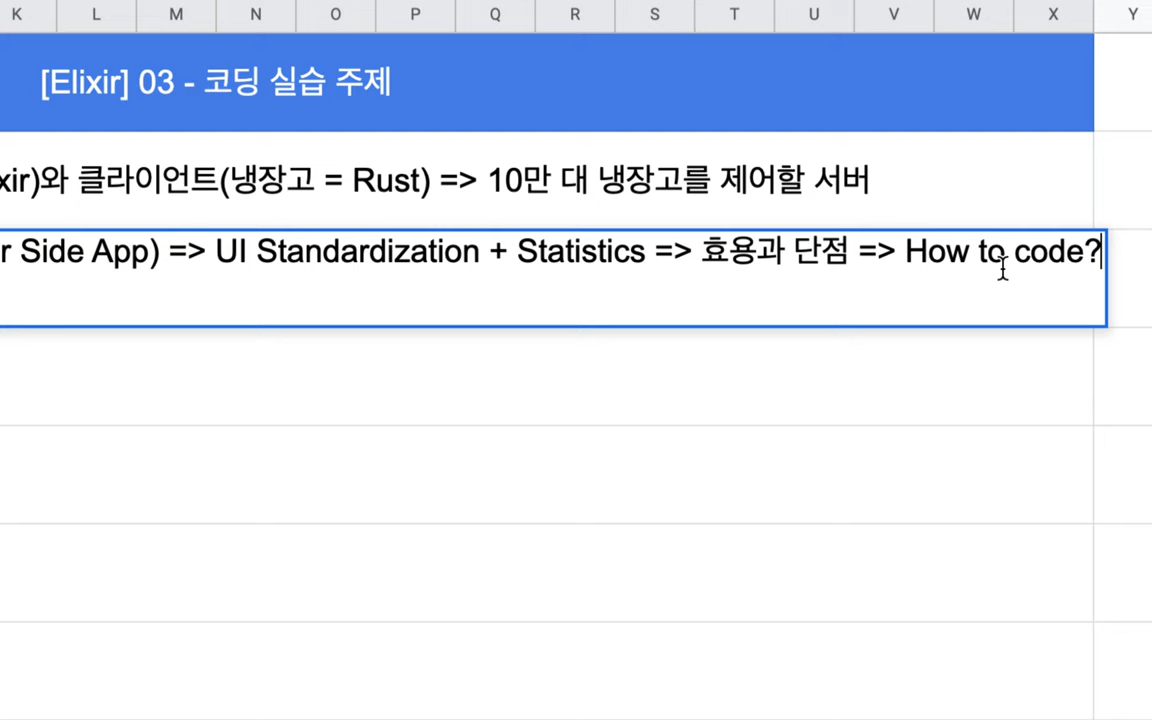 K L M N O P Q R S T U V W X Y
[Elixir] 03 - 코딩 실습 주제
xir)와 클라이언트(냉장고 = Rust) => 10만 대 냉장고를 제어할 서버
r Side App) => UI Standardization + Statistics => 효용과 단점 => How to code?